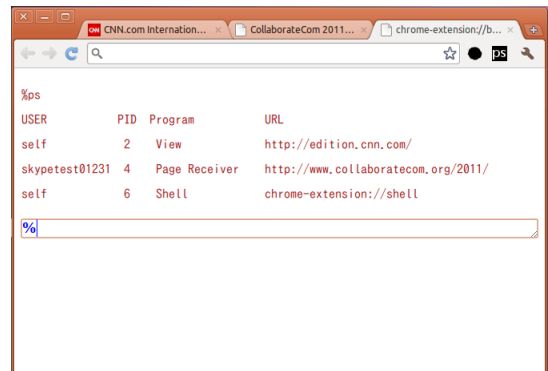 CNN CNN.com Internation... × CollaborateCom 2011... × chrome-extension://b... ×
ps
%ps
USER PID Program URL
self 2 View http://edition.cnn.com/
skypetest01231 4 Page Receiver http://www.collaboratecom.org/2011/
self 6 Shell chrome-extension://shell
%